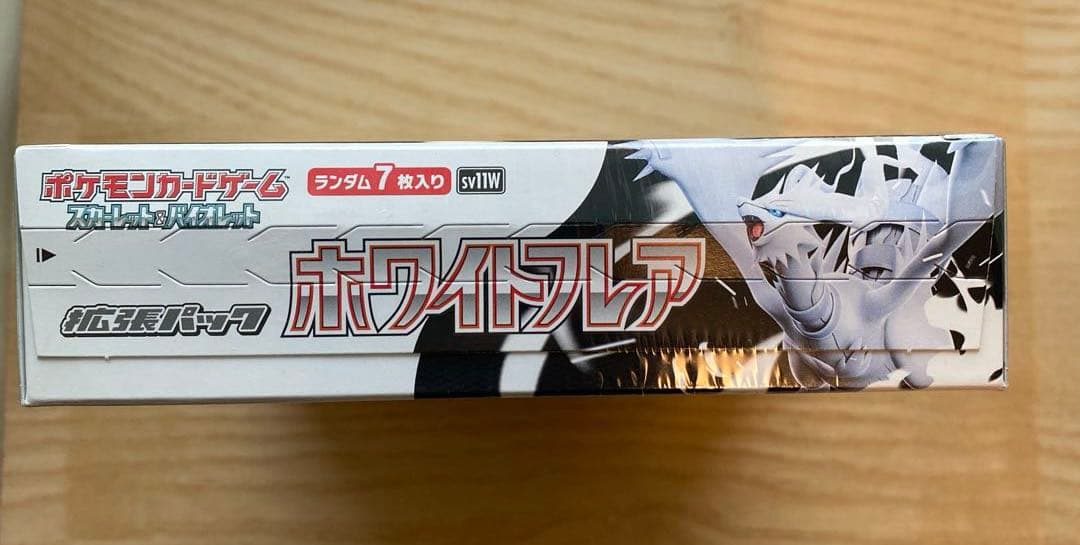 ポケモンカードゲーム
スカーレット&バイオレット
ランダム7枚入り
sv11W
拡張パック
ホワイトフレア